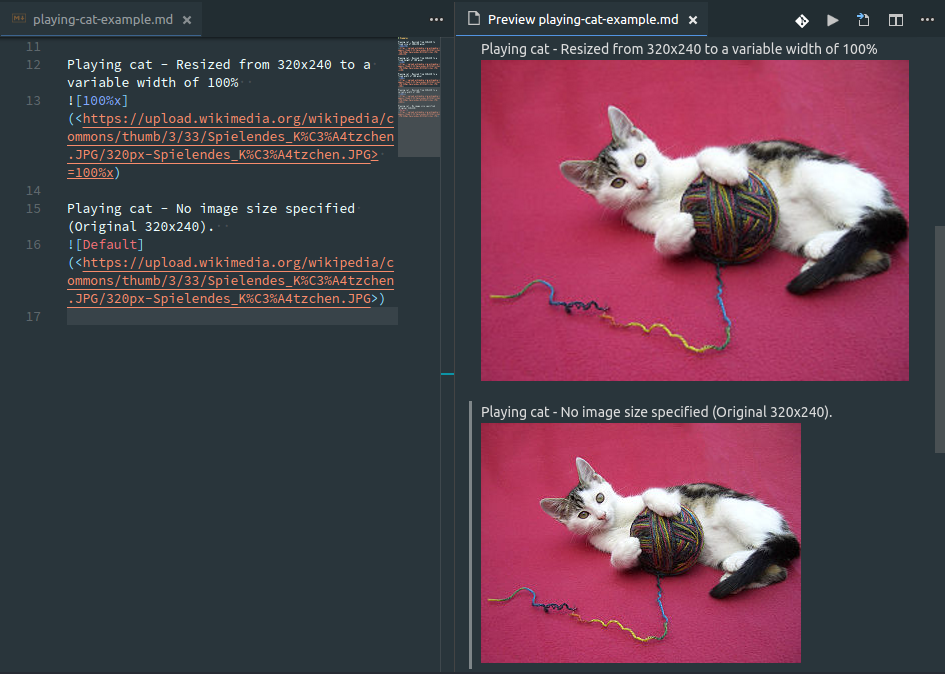 playing-cat-example.md
Preview playing-cat-example.md
11
12 Playing cat - Resized from 320x240 to a
variable width of 100%
13 ![100%x]
(<https://upload.wikimedia.org/wikipedia/c
ommons/thumb/3/33/Spielendes_K%C3%A4tzchen
.JPG/320px-Spielendes_K%C3%A4tzchen.JPG>
=100%x)
14
15 Playing cat - No image size specified
(Original 320x240).
16 ![Default]
(<https://upload.wikimedia.org/wikipedia/c
ommons/thumb/3/33/Spielendes_K%C3%A4tzchen
.JPG/320px-Spielendes_K%C3%A4tzchen.JPG>)
17
Playing cat - Resized from 320x240 to a variable width of 100%
Playing cat - No image size specified (Original 320x240).